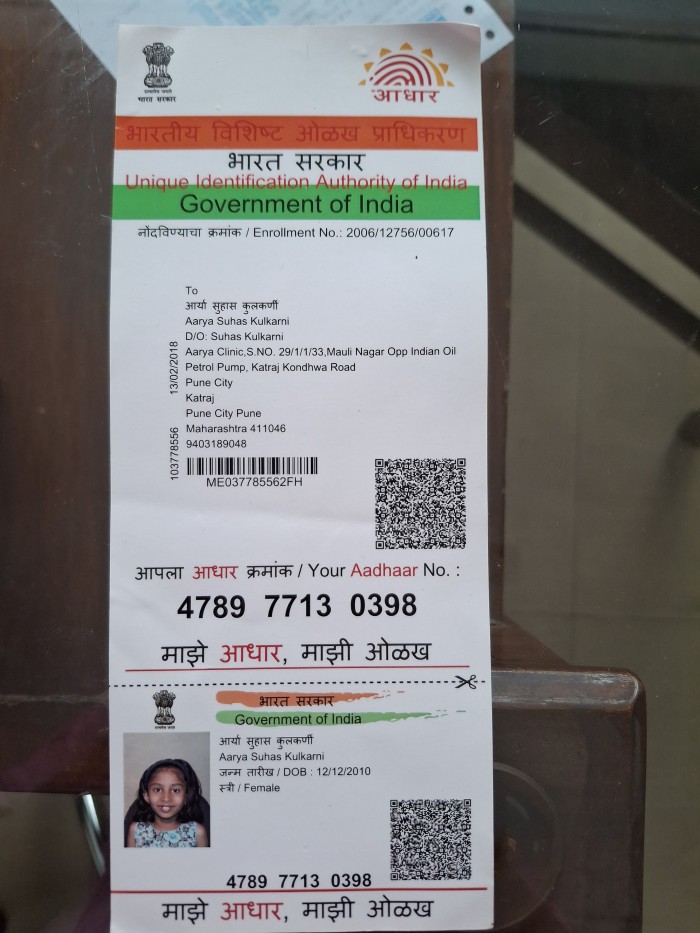 भारत सरकार
आधार
भारतीय विशिष्ट ओळख प्राधिकरण
भारत सरकार
Unique Identification Authority of India
Government of India
नोंदविण्याचा क्रमांक / Enrollment No.: 2006/12756/00617
To
आर्या सुहास कुलकर्णी
Aarya Suhas Kulkarni
D/O: Suhas Kulkarni
Aarya Clinic,S.NO. 29/1/1/33,Mauli Nagar Opp Indian Oil
Petrol Pump, Katraj Kondhwa Road
Pune City
Katraj
Pune City Pune
Maharashtra 411046
9403189048
13/02/2018
103778556
ME037785562FH
आपला आधार क्रमांक / Your Aadhaar No. :
4789 7713 0398
माझे आधार, माझी ओळख
भारत सरकार
Government of India
आर्या सुहास कुलकर्णी
Aarya Suhas Kulkarni
जन्म तारीख / DOB : 12/12/2010
स्त्री / Female
4789 7713 0398
माझे आधार, माझी ओळख